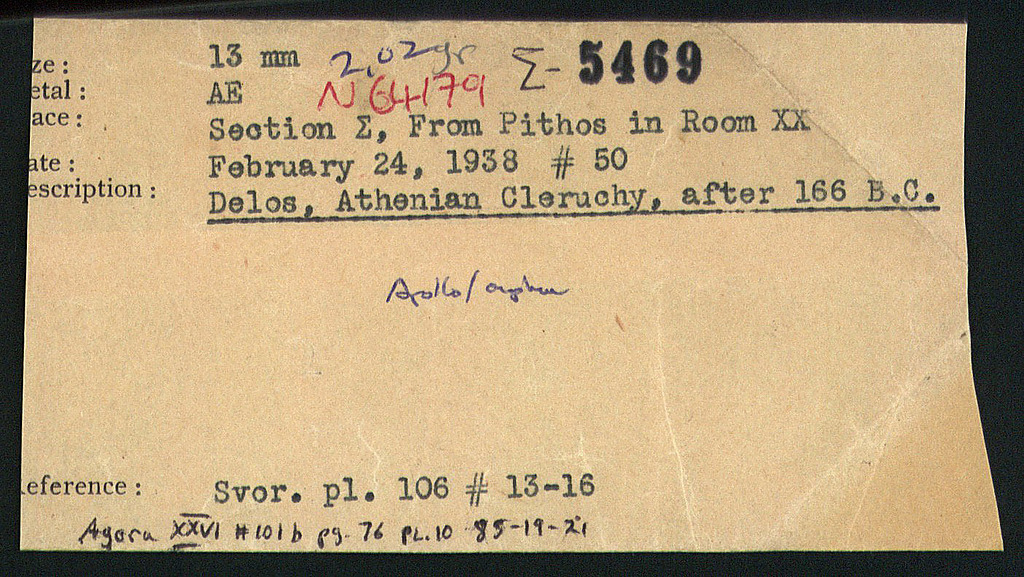 ze: 13 mm 2,02gr Σ- 5469
etal: AE N 64179
ace: Section Σ, From Pithos in Room XX
ate: February 24, 1938 # 50
escription: Delos, Athenian Cleruchy, after 166 B.C.
Apollo/
eference: Svor. pl. 106 # 13-16
Agora XXVI #101b pg. 76 PL.10 85-19-21